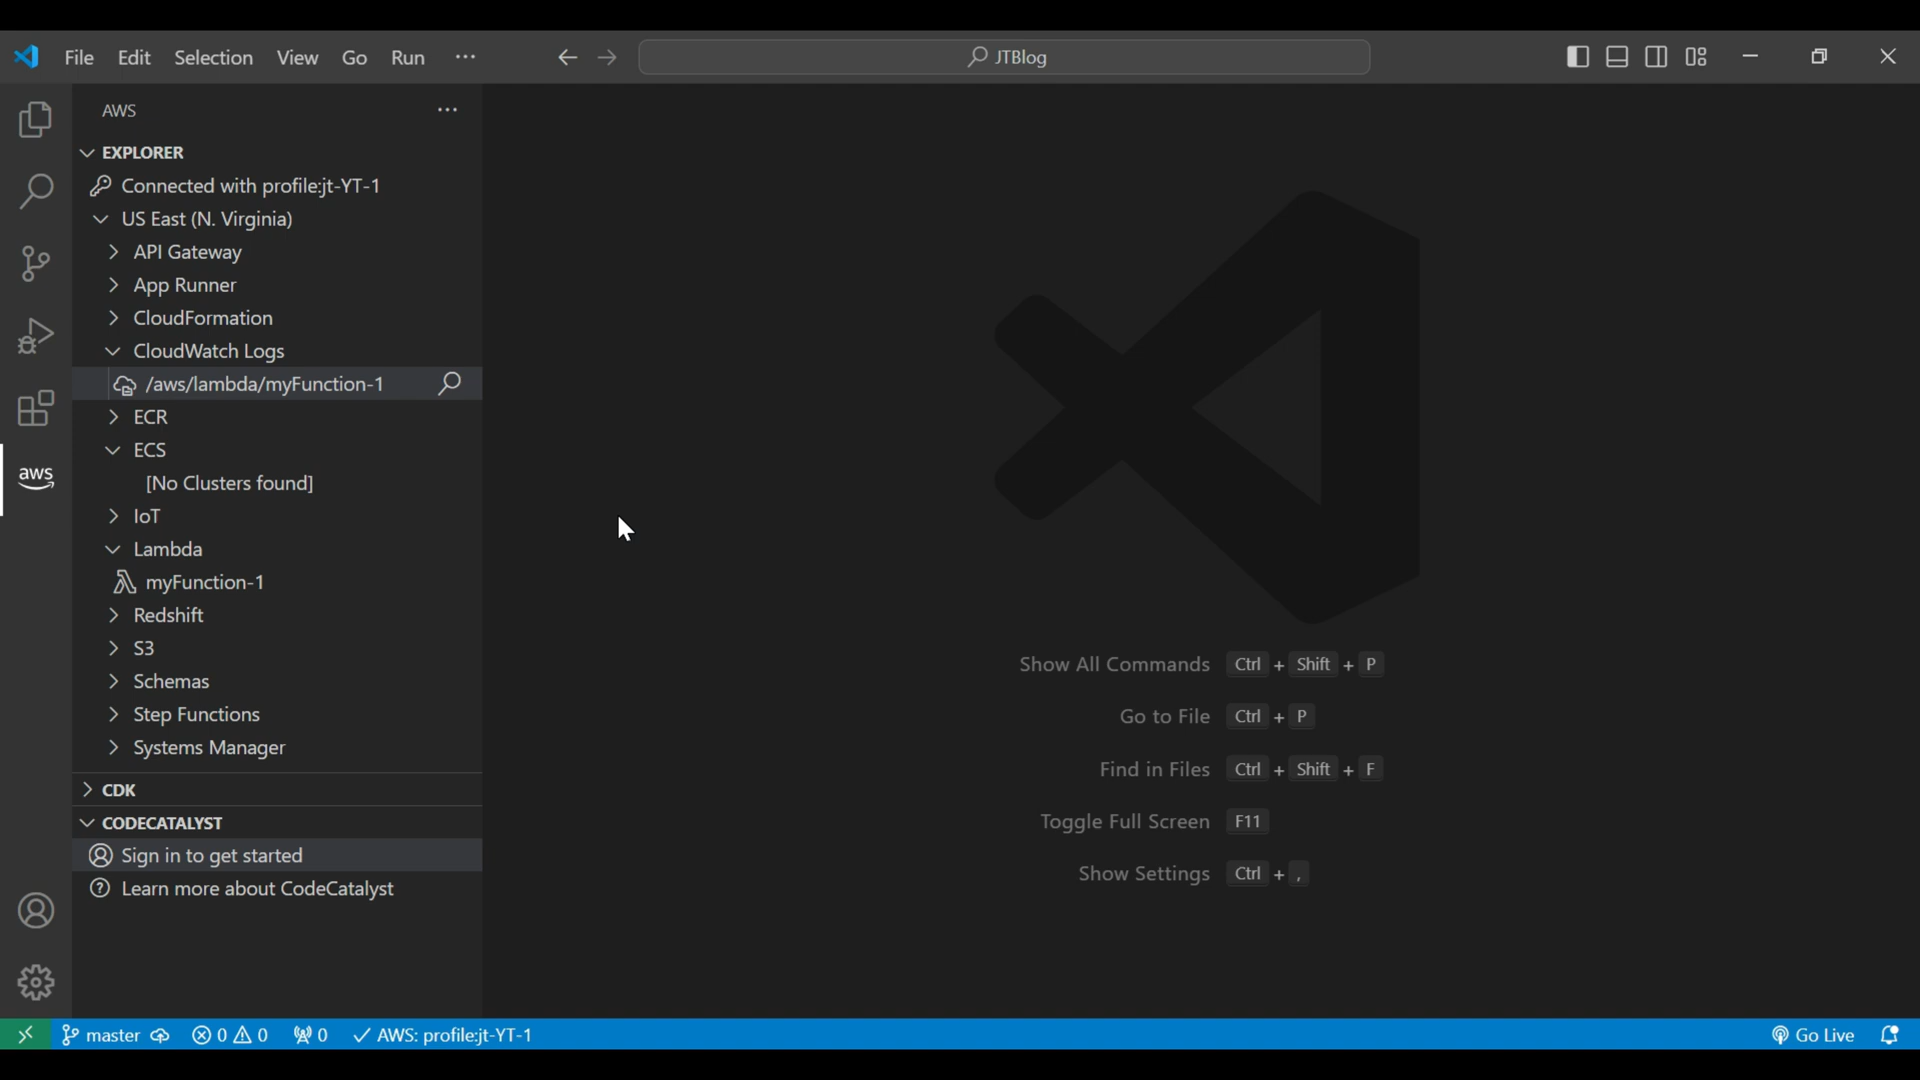 File Edit Selection View Go Run ··· JTBlog
AWS ···
EXPLORER
Connected with profile:jt-YT-1
US East (N. Virginia)
API Gateway
App Runner
CloudFormation
CloudWatch Logs
/aws/lambda/myFunction-1
ECR
ECS
[No Clusters found]
IoT
aws
Lambda
myFunction-1
Redshift
S3
Schemas
Step Functions
Systems Manager
CDK
CODECATALYST
Sign in to get started
Learn more about CodeCatalyst
Show All Commands Ctrl + Shift + P
Go to File Ctrl + P
Find in Files Ctrl + Shift + F
Toggle Full Screen F11
Show Settings Ctrl + ,
master 0 0 0 AWS: profile:jt-YT-1 Go Live